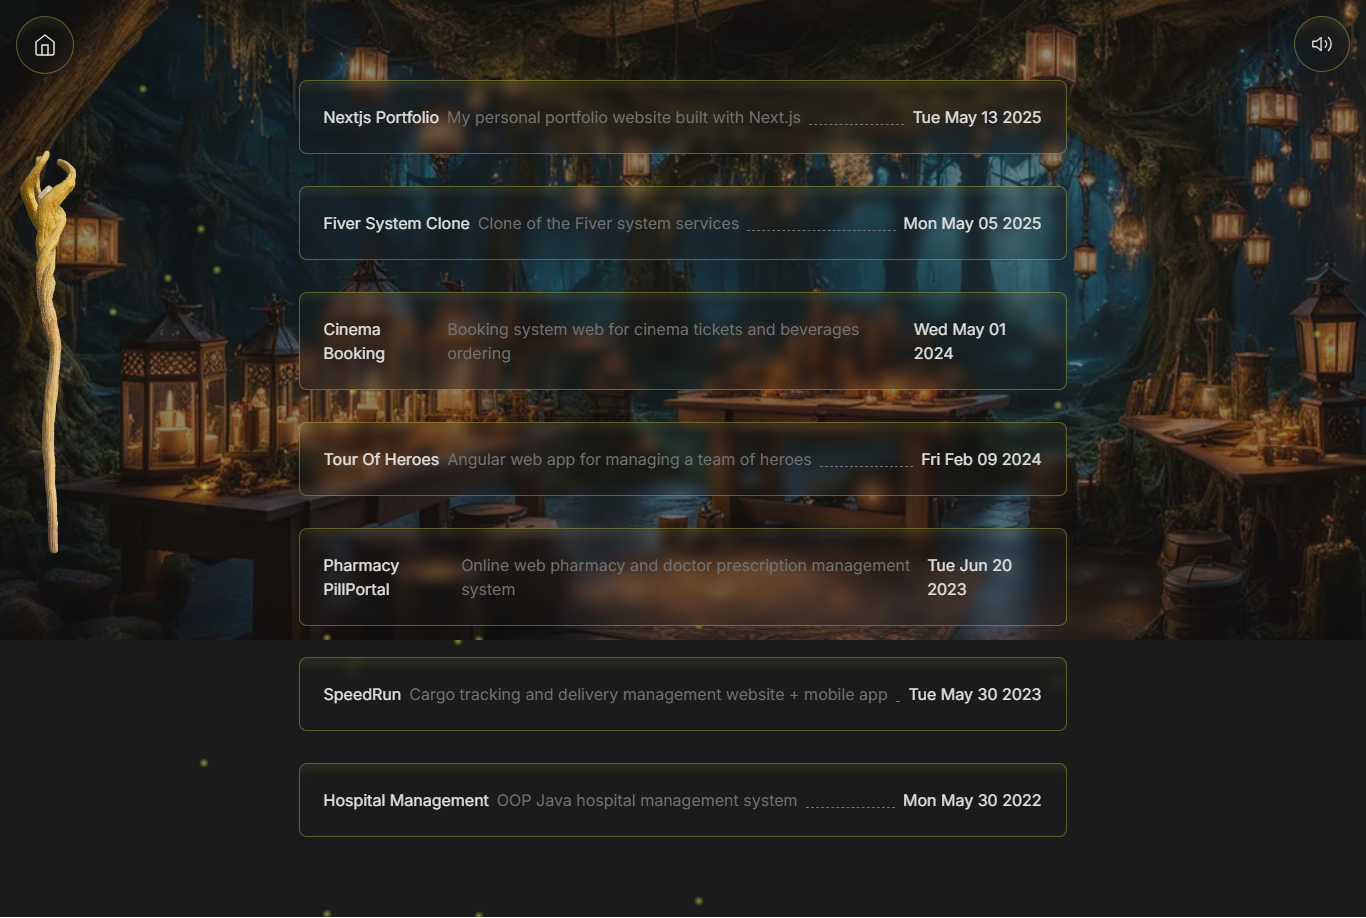 Nextjs Portfolio My personal portfolio website built with Next.js Tue May 13 2025
Fiver System Clone Clone of the Fiver system services Mon May 05 2025
Cinema Booking system web for cinema tickets and beverages Wed May 01
Booking ordering 2024
Tour Of Heroes Angular web app for managing a team of heroes Fri Feb 09 2024
Pharmacy Online web pharmacy and doctor prescription management Tue Jun 20
PillPortal system 2023
SpeedRun Cargo tracking and delivery management website + mobile app Tue May 30 2023
Hospital Management OOP Java hospital management system Mon May 30 2022